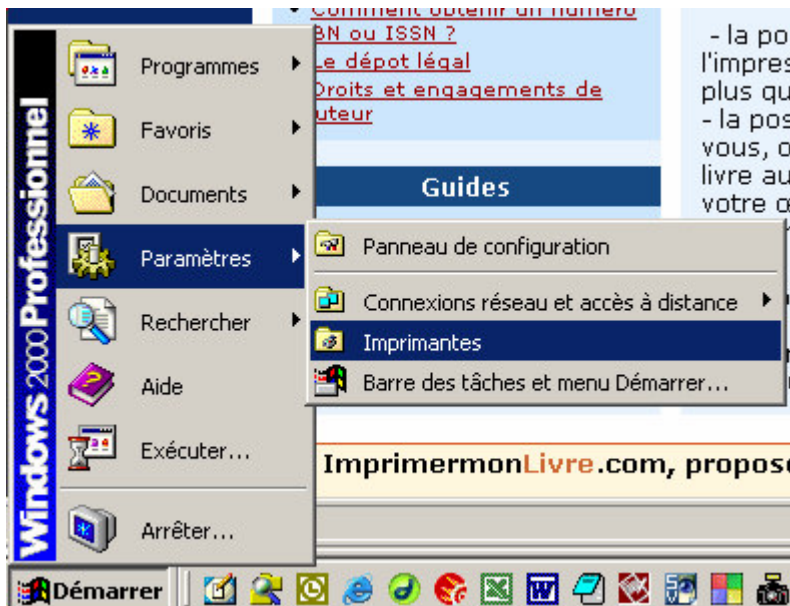 Comment obtenir un numéro
BN ou ISSN ?
Le dépot légal
Droits et engagements de
uteur
Guides
- la po
l'impres
plus qu
- la pos
vous, o
livre au
votre œ
Windows 2000 Professionnel
Programmes
Favoris
Documents
Paramètres
Rechercher
Aide
Exécuter...
Arrêter...
Panneau de configuration
Connexions réseau et accès à distance
Imprimantes
Barre des tâches et menu Démarrer...
ImprimermonLivre.com, propose
Démarrer